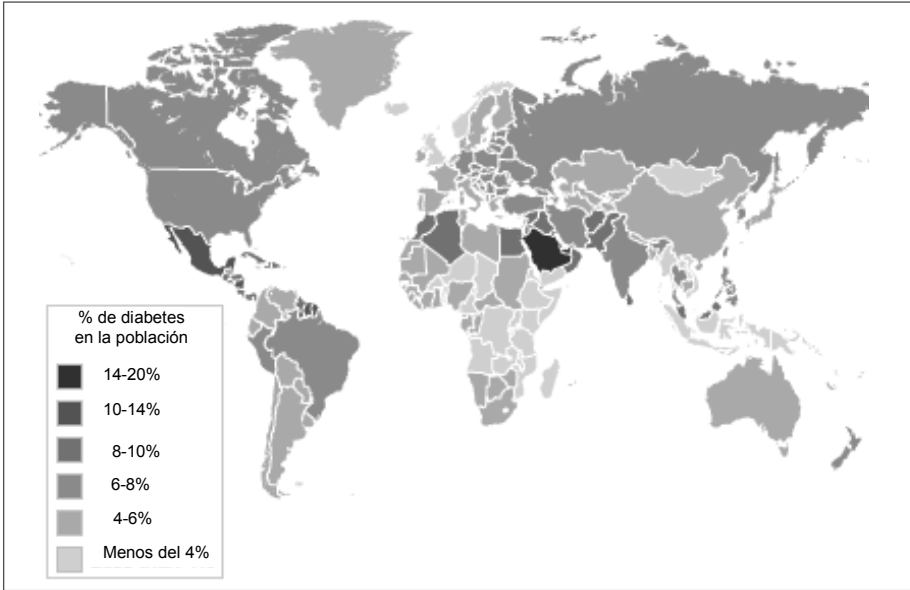 % de diabetes
en la población
14-20%
10-14%
8-10%
6-8%
4-6%
Menos del 4%